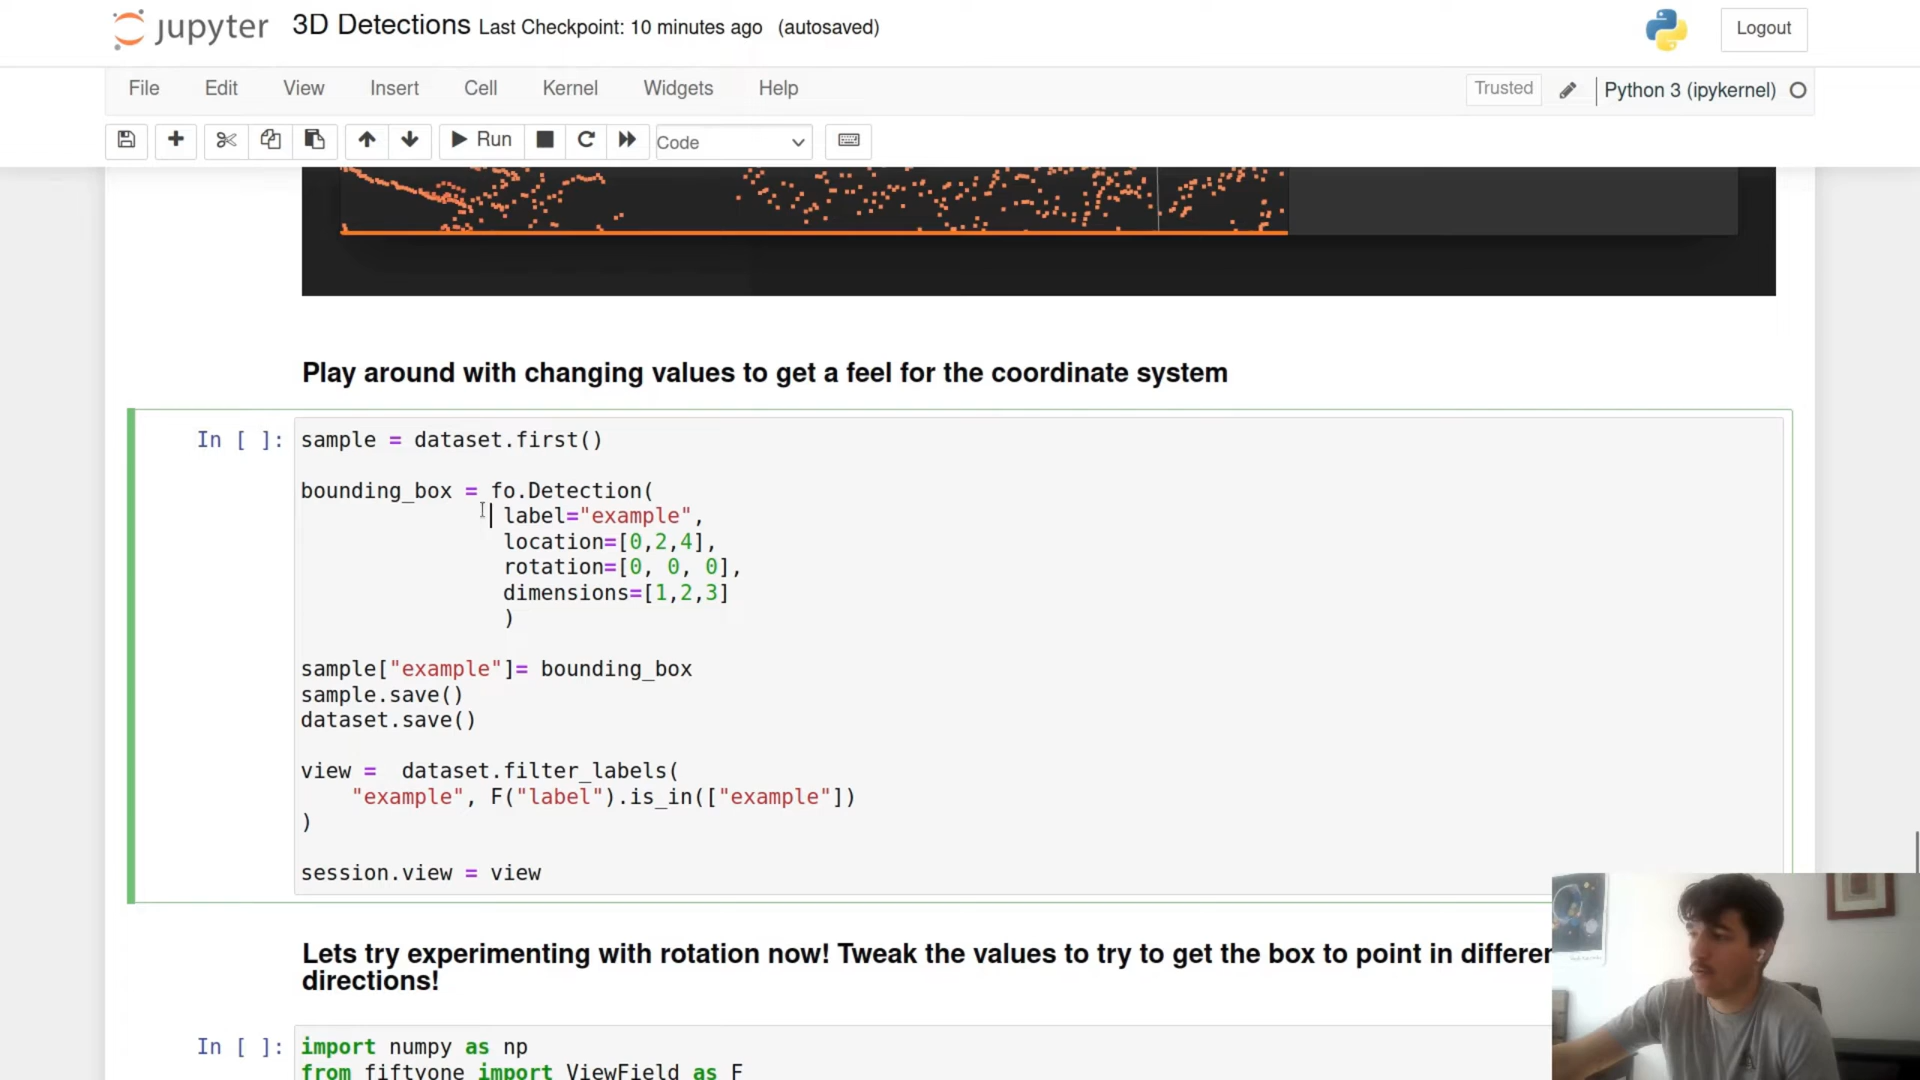 jupyter 3D Detections Last Checkpoint: 10 minutes ago (autosaved) Logout
File Edit View Insert Cell Kernel Widgets Help Trusted Python 3 (ipykernel)
Run Code
Play around with changing values to get a feel for the coordinate system
In [ ]: sample = dataset.first()
bounding_box = fo.Detection(
label="example",
location=[0,2,4],
rotation=[0, 0, 0],
dimensions=[1,2,3]
)
sample["example"]= bounding_box
sample.save()
dataset.save()
view =  dataset.filter_labels(
"example", F("label").is_in(["example"])
)
session.view = view
Lets try experimenting with rotation now! Tweak the values to try to get the box to point in differen
directions!
In [ ]: import numpy as np
from fiftyone import ViewField as F